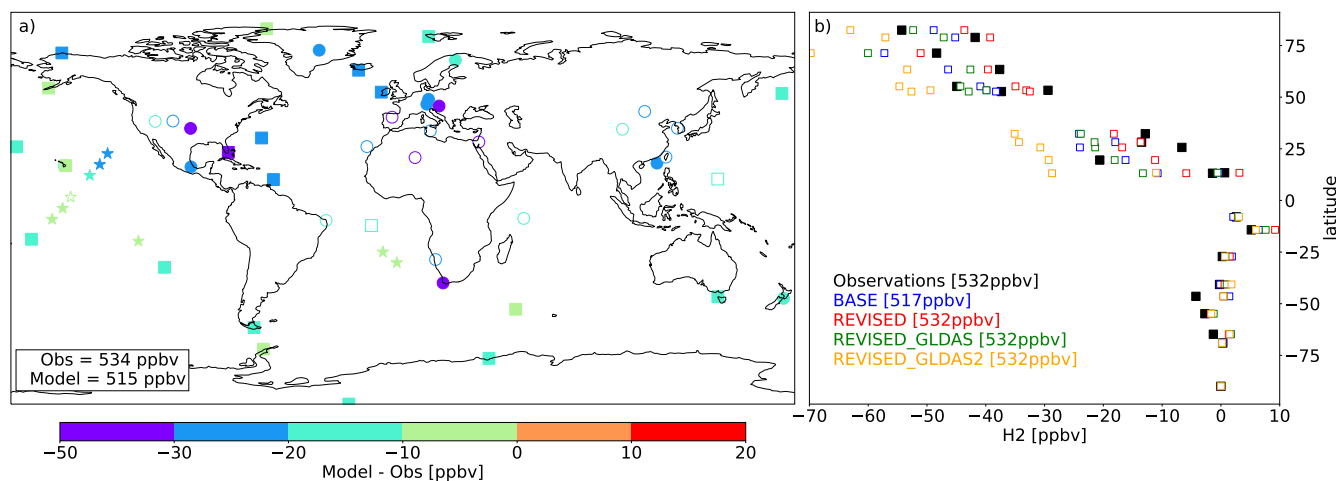 a)
Obs = 534 ppbv
Model = 515 ppbv
−50 −30 −20 −10 0 10 20
Model - Obs [ppbv]
b)
75
50
25
0
−25
−50
−75
latitude
Observations [532ppbv]
BASE [517ppbv]
REVISED [532ppbv]
REVISED_GLDAS [532ppbv]
REVISED_GLDAS2 [532ppbv]
−70 −60 −50 −40 −30 −20 −10 0 10
H2 [ppbv]